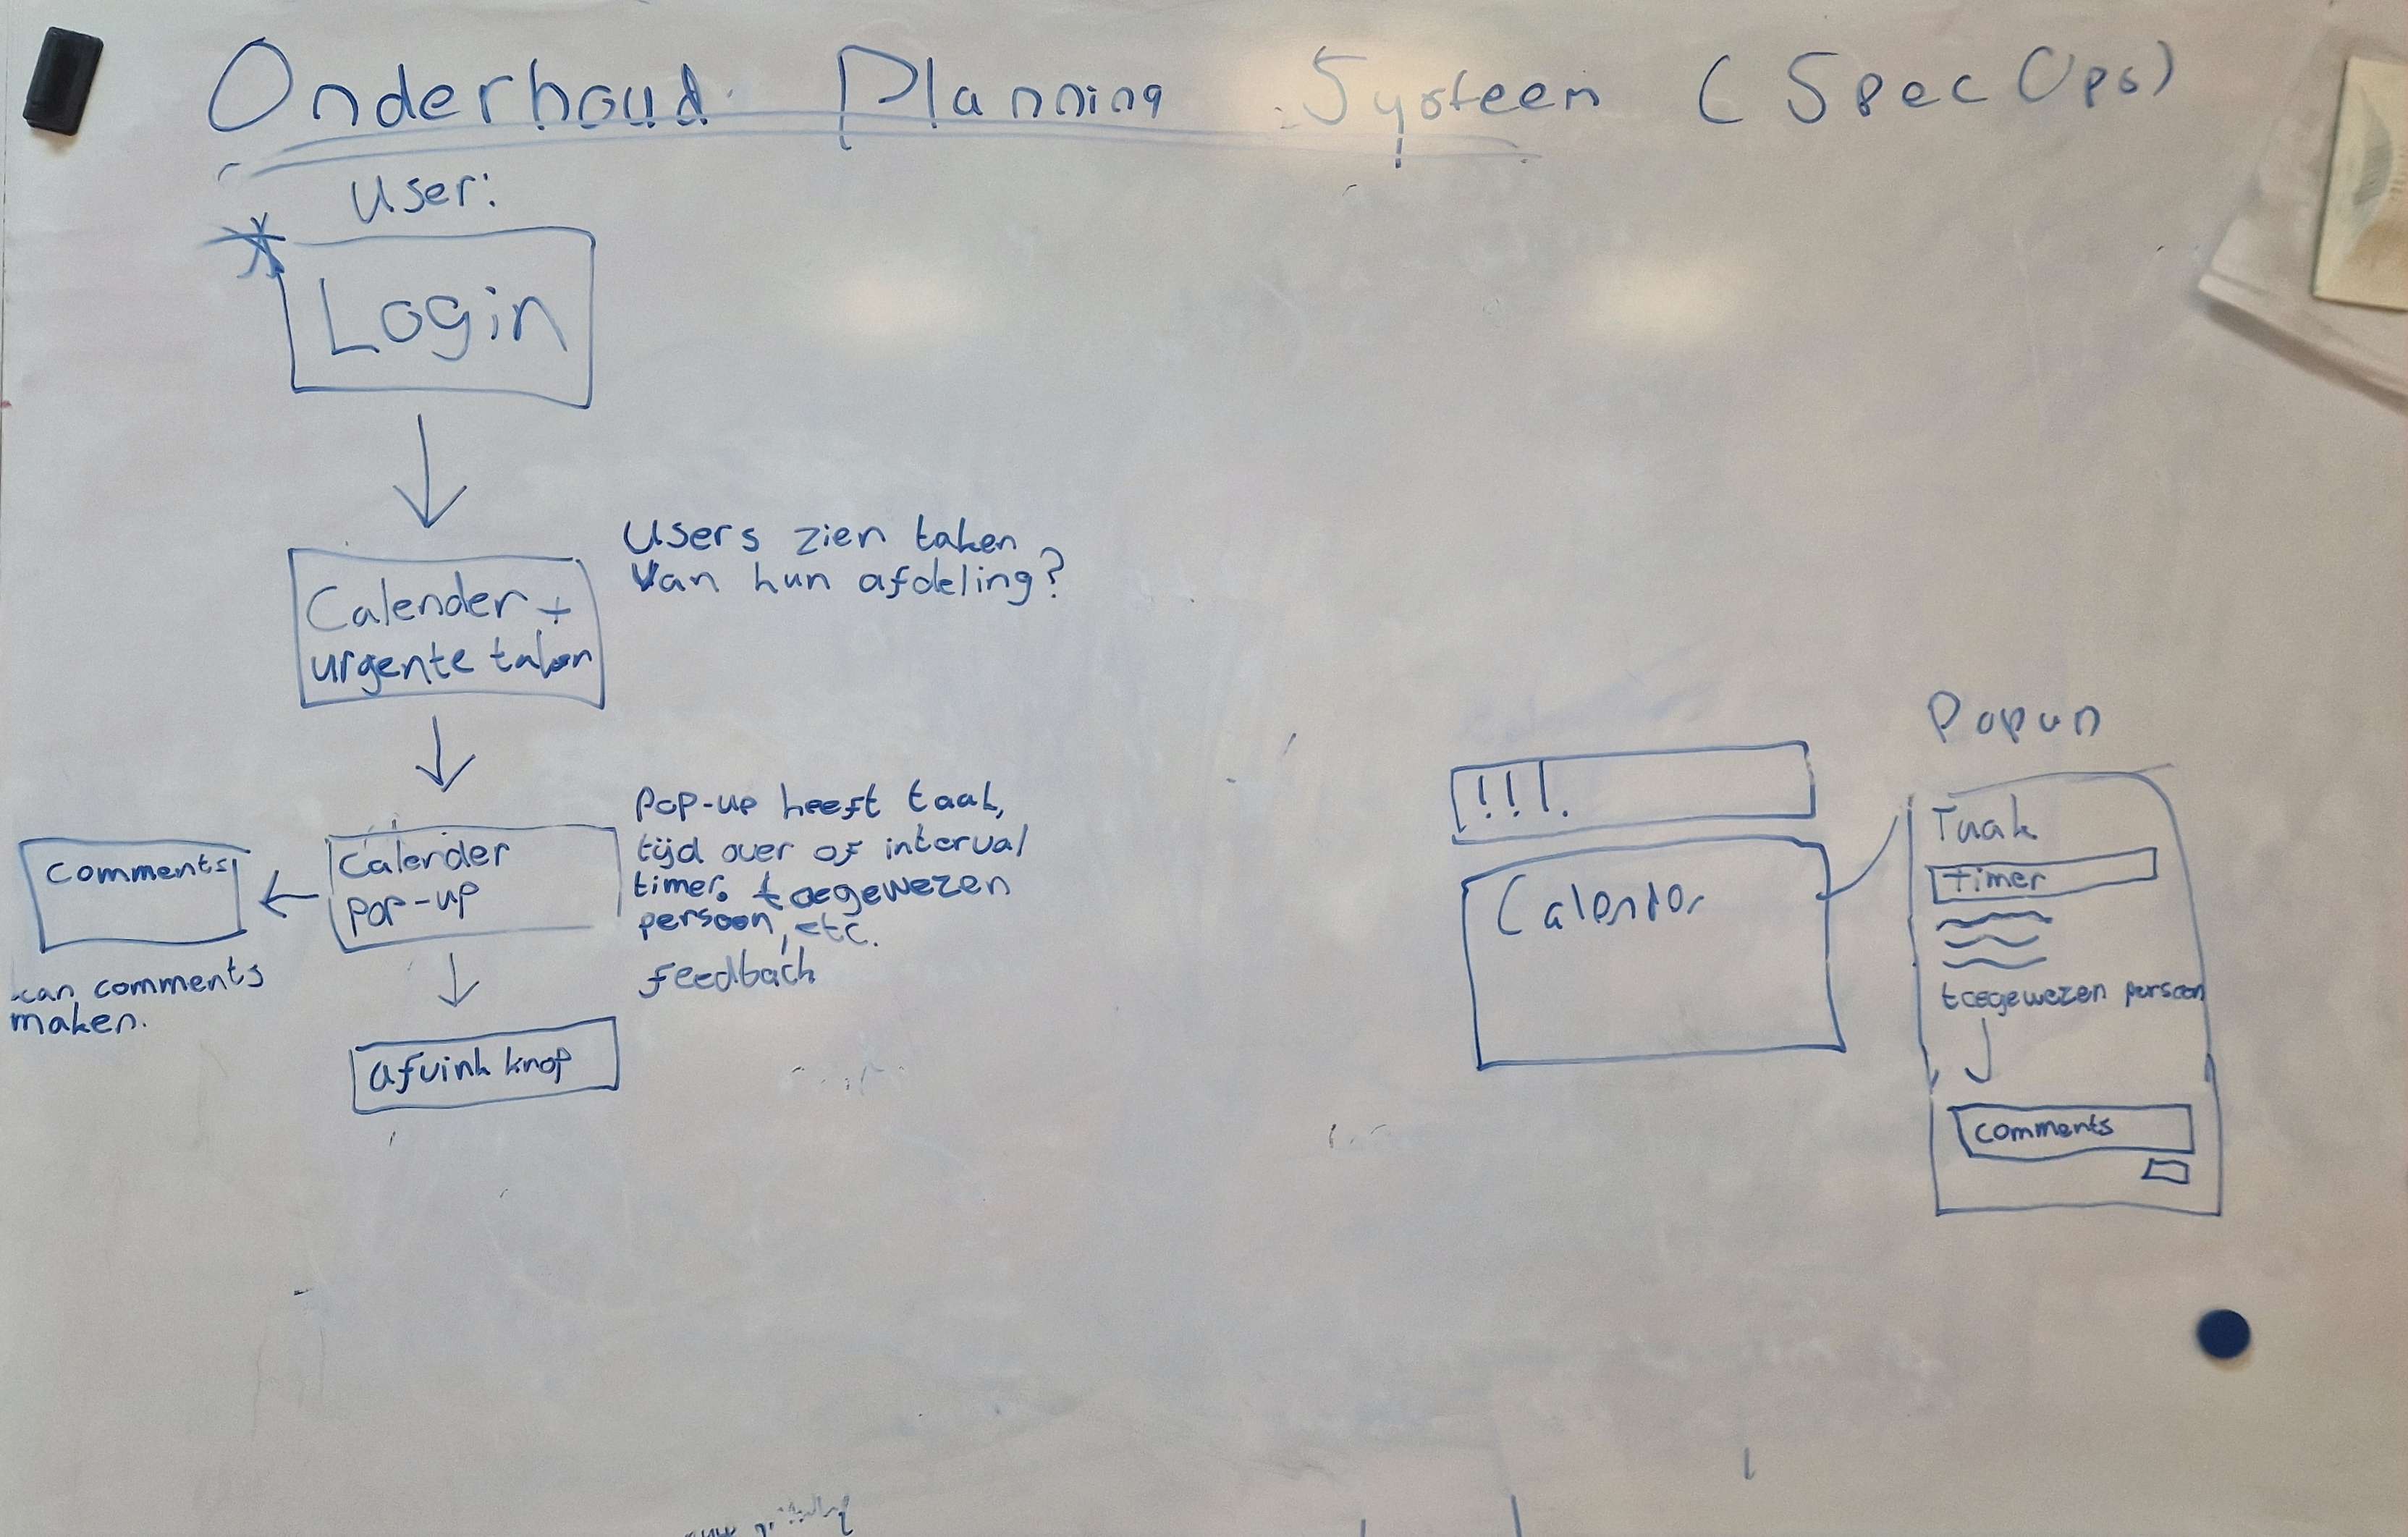 Onderhoud Planning Systeem (SpecOps)
User:
Login
Calender +
urgente taken
Users zien taken
Van hun afdeling?
Calender
pop-up
Pop-up heeft taak,
tijd over of interval
timer, toegewezen
persoon, etc.
feedback
comments
kan comments
maken.
afvink knop
!!!.
Calender
Popup
Taak
timer
toegewezen persoon
comments